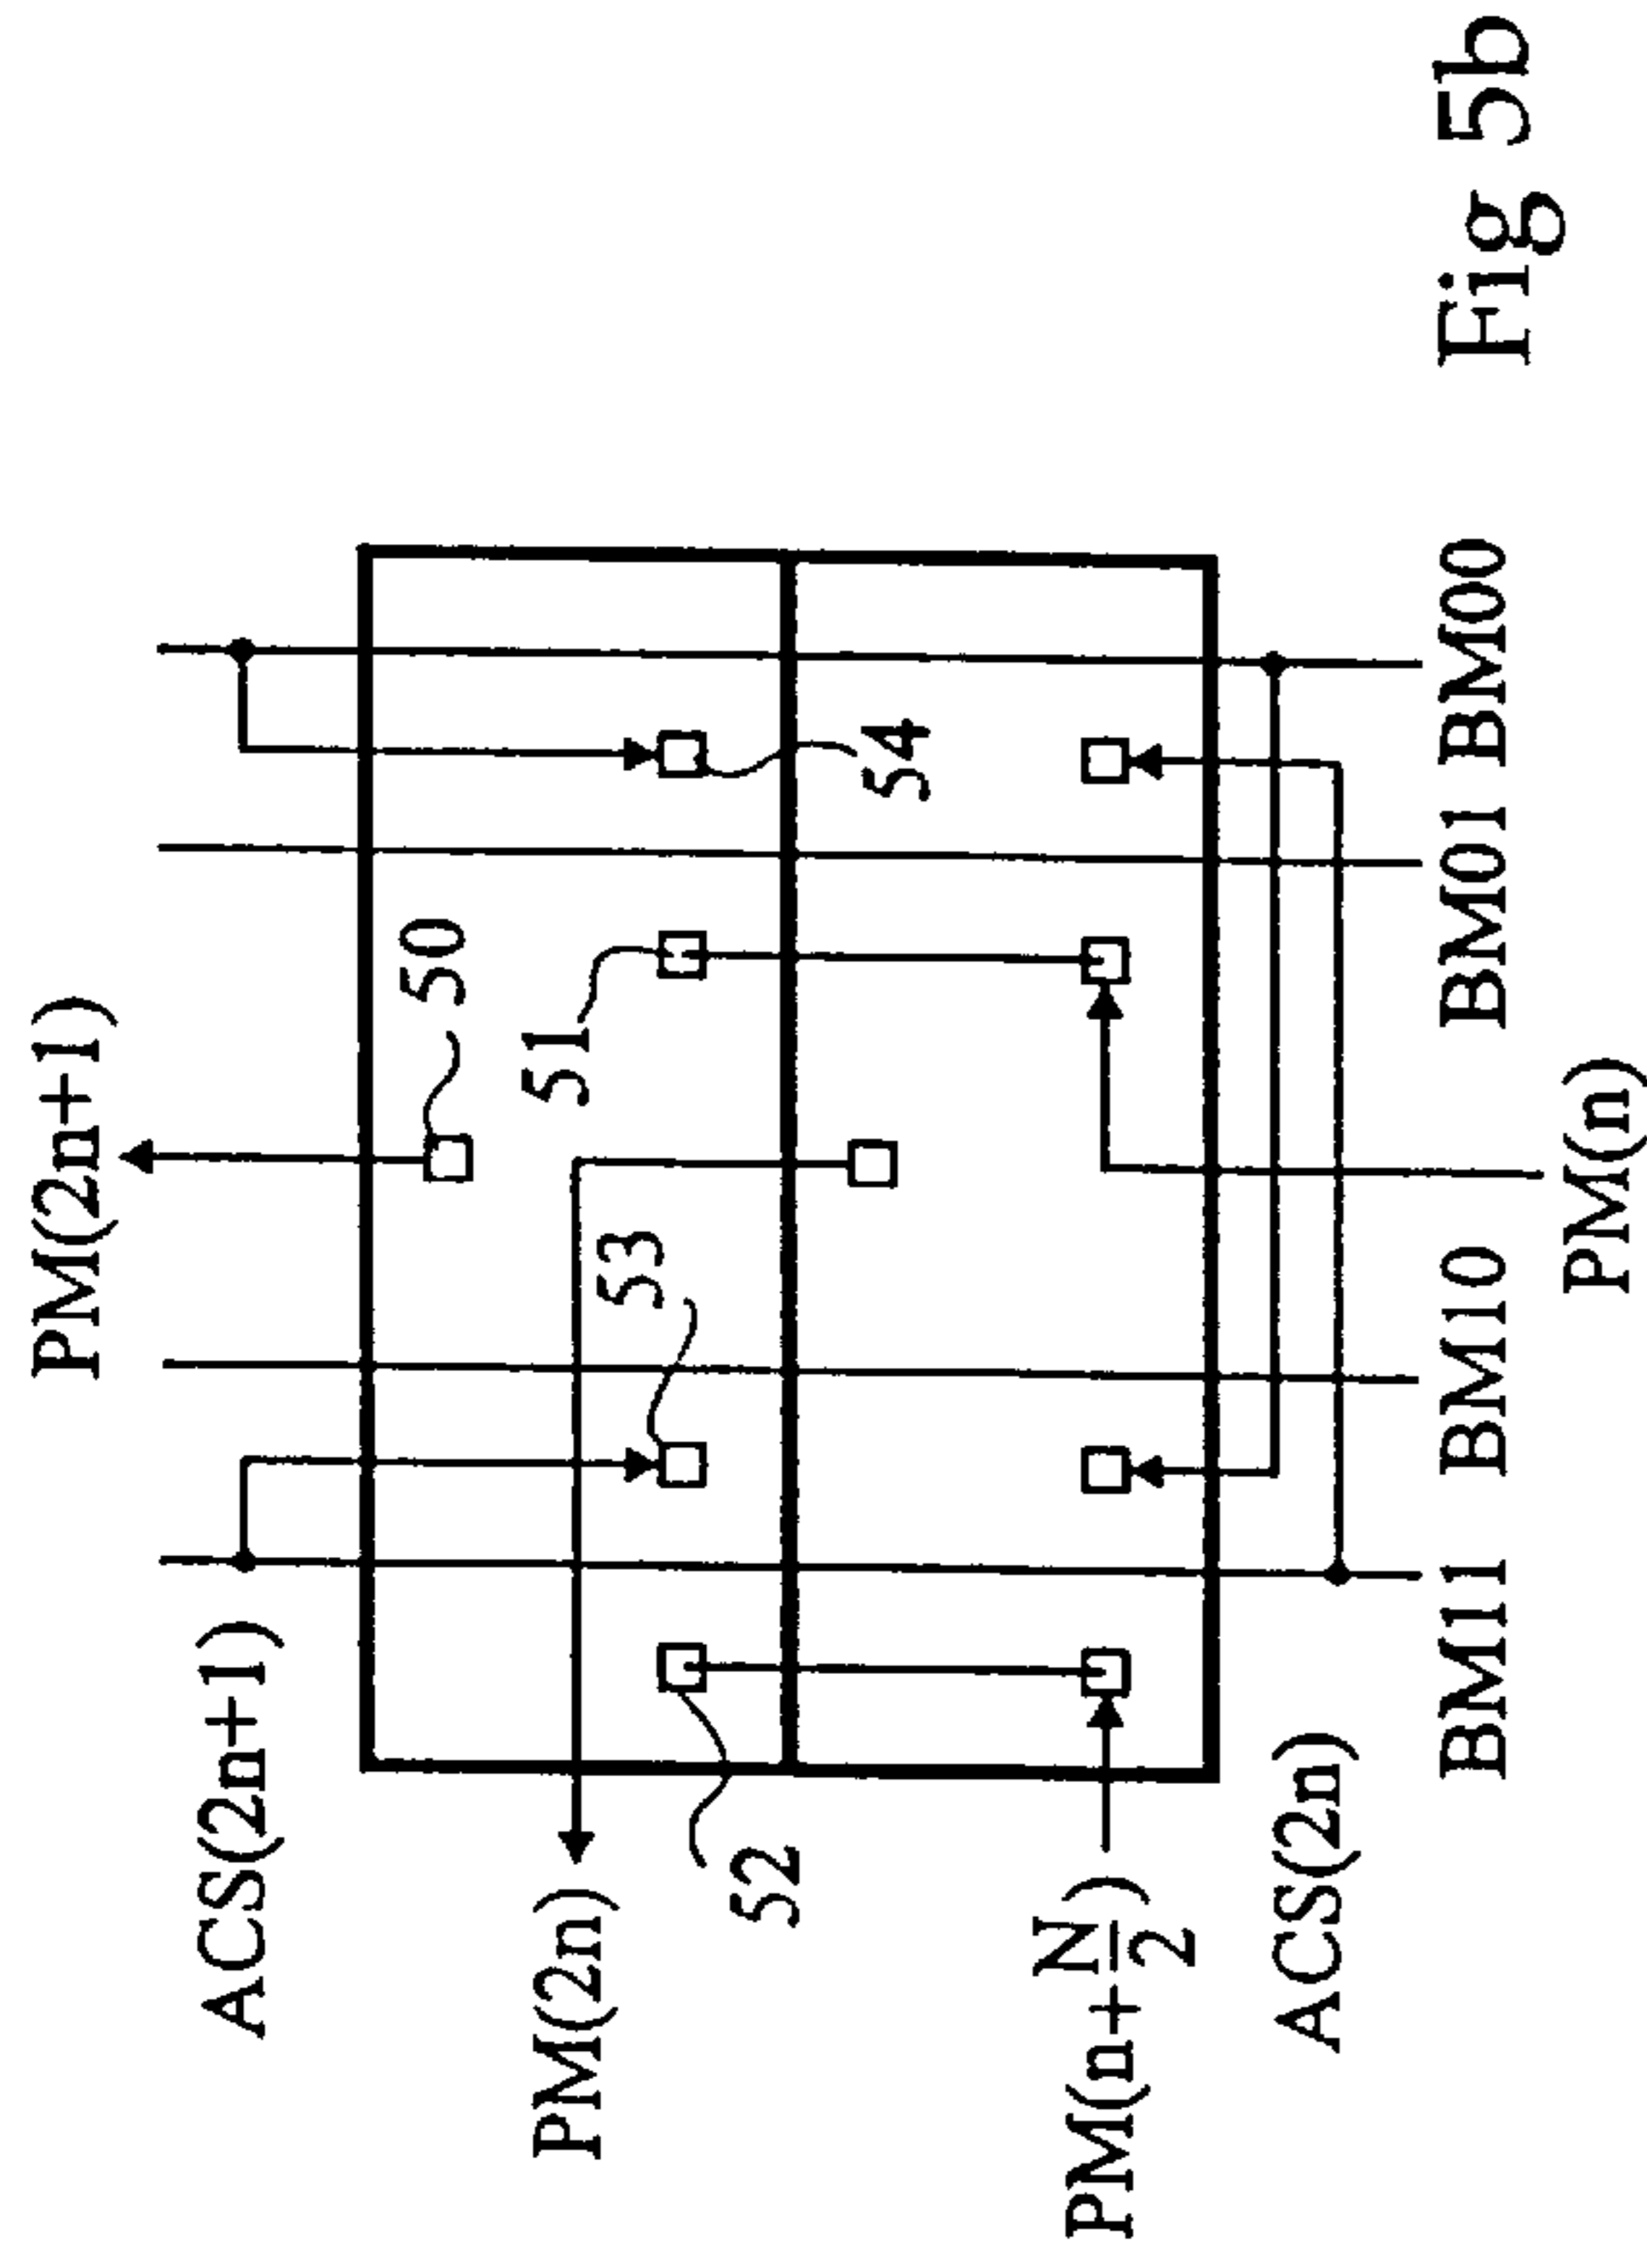 PM(2n+1)
ACS(2n+1)
50
51
PM(2n)
53
52
54
PM(n+N/2)
ACS(2n)
BM11 BM10 BM01 BM00
Fig 5b
PM(n)